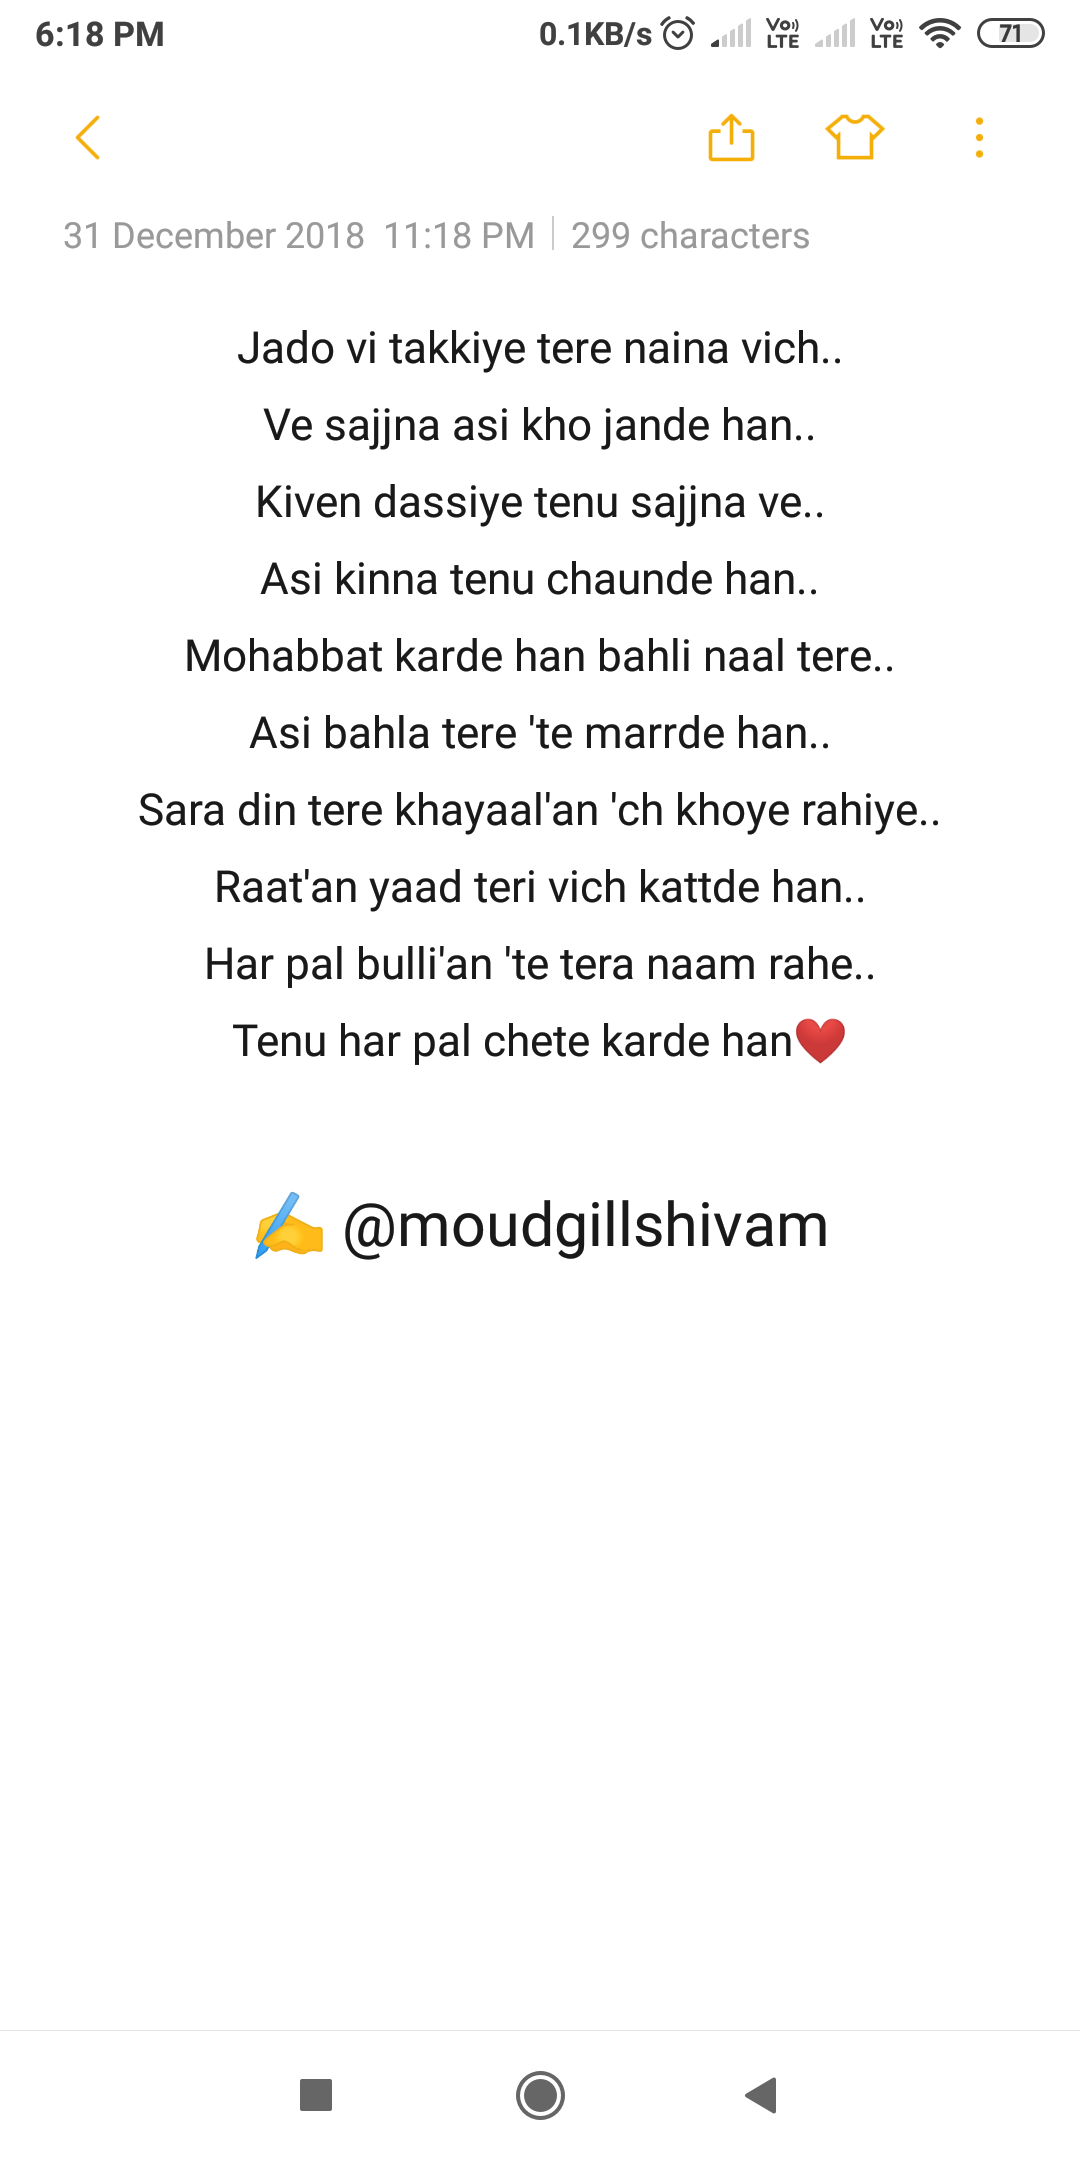 6:18 PM 0.1KB/s Vo LTE Vo LTE 71
31 December 2018 11:18 PM | 299 characters
Jado vi takkiye tere naina vich..
Ve sajjna asi kho jande han..
Kiven dassiye tenu sajjna ve..
Asi kinna tenu chaunde han..
Mohabbat karde han bahli naal tere..
Asi bahla tere 'te marrde han..
Sara din tere khayaal'an 'ch khoye rahiye..
Raat'an yaad teri vich kattde han..
Har pal bulli'an 'te tera naam rahe..
Tenu har pal chete karde han❤️
✍️ @moudgillshivam